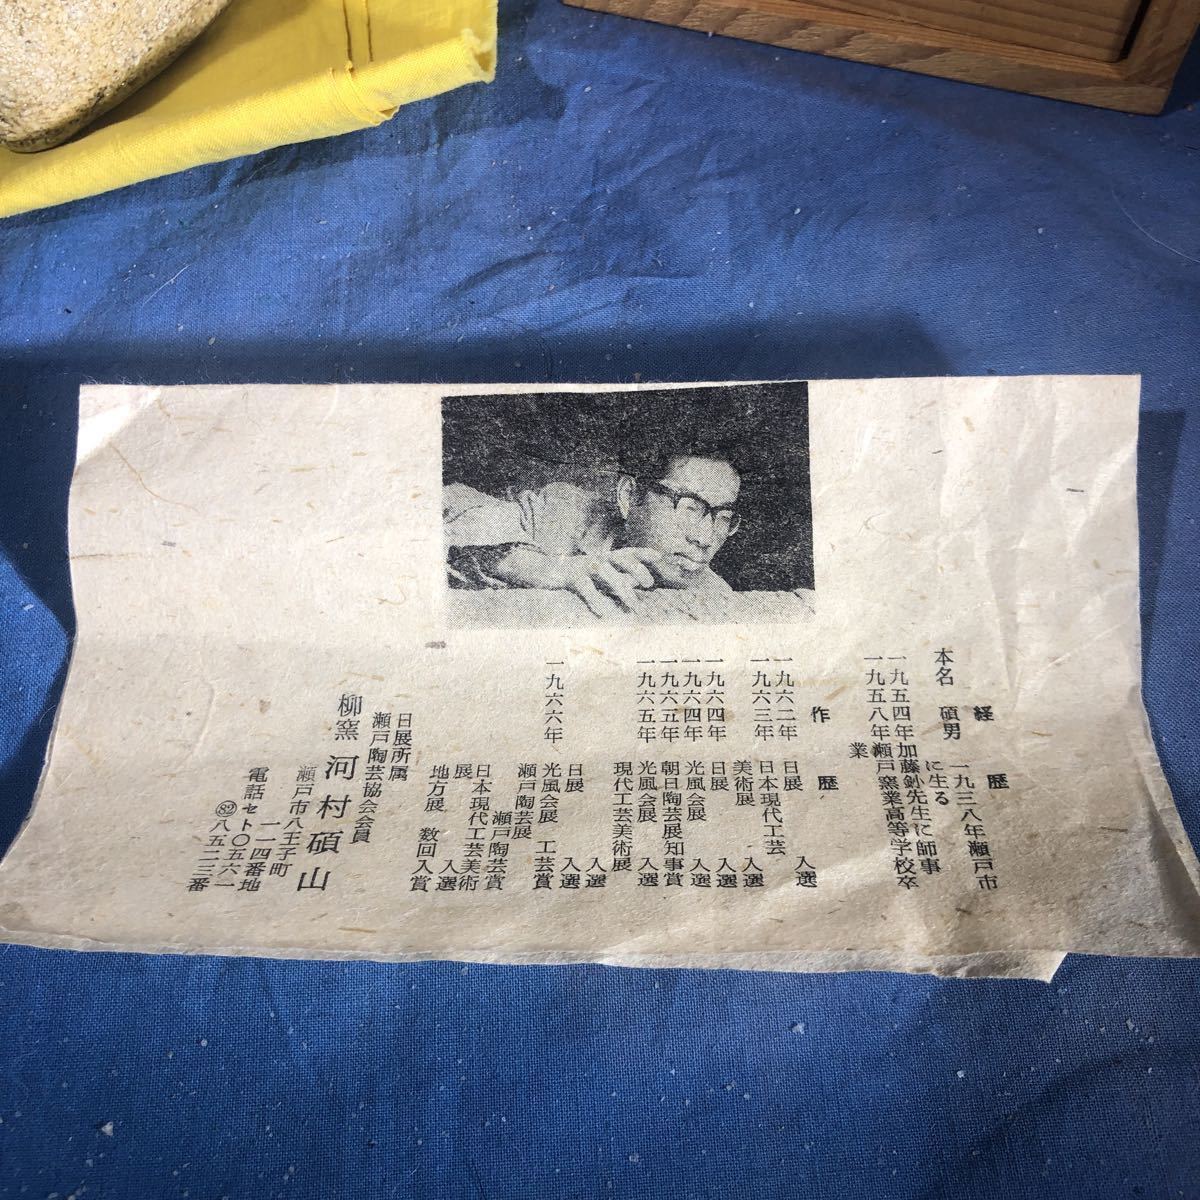 経歴
本名 碩男 一九三八年瀬戸市
に生る
一九五四年加藤釥先生に師事
一九五八年瀬戸窯業高等学校卒
業
作歴
一九六二年 日展 入選
一九六三年 日本現代工芸
美術展 入選
一九六四年 日展 入選
一九六四年 光風会展 入選
一九六五年 朝日陶芸展知事賞
一九六五年 光風会展 入選
現代工芸美術展
入選
一九六六年 日展 入選
光風会展 工芸賞
瀬戸陶芸展
瀬戸陶芸賞
日本現代工芸美術
展 入選
地方展 数回入賞
日展所属
瀬戸陶芸協会会員
柳窯 河村碩山
瀬戸市八王子町
一一四番地
電話セト〇五六一
㊷八五二三番